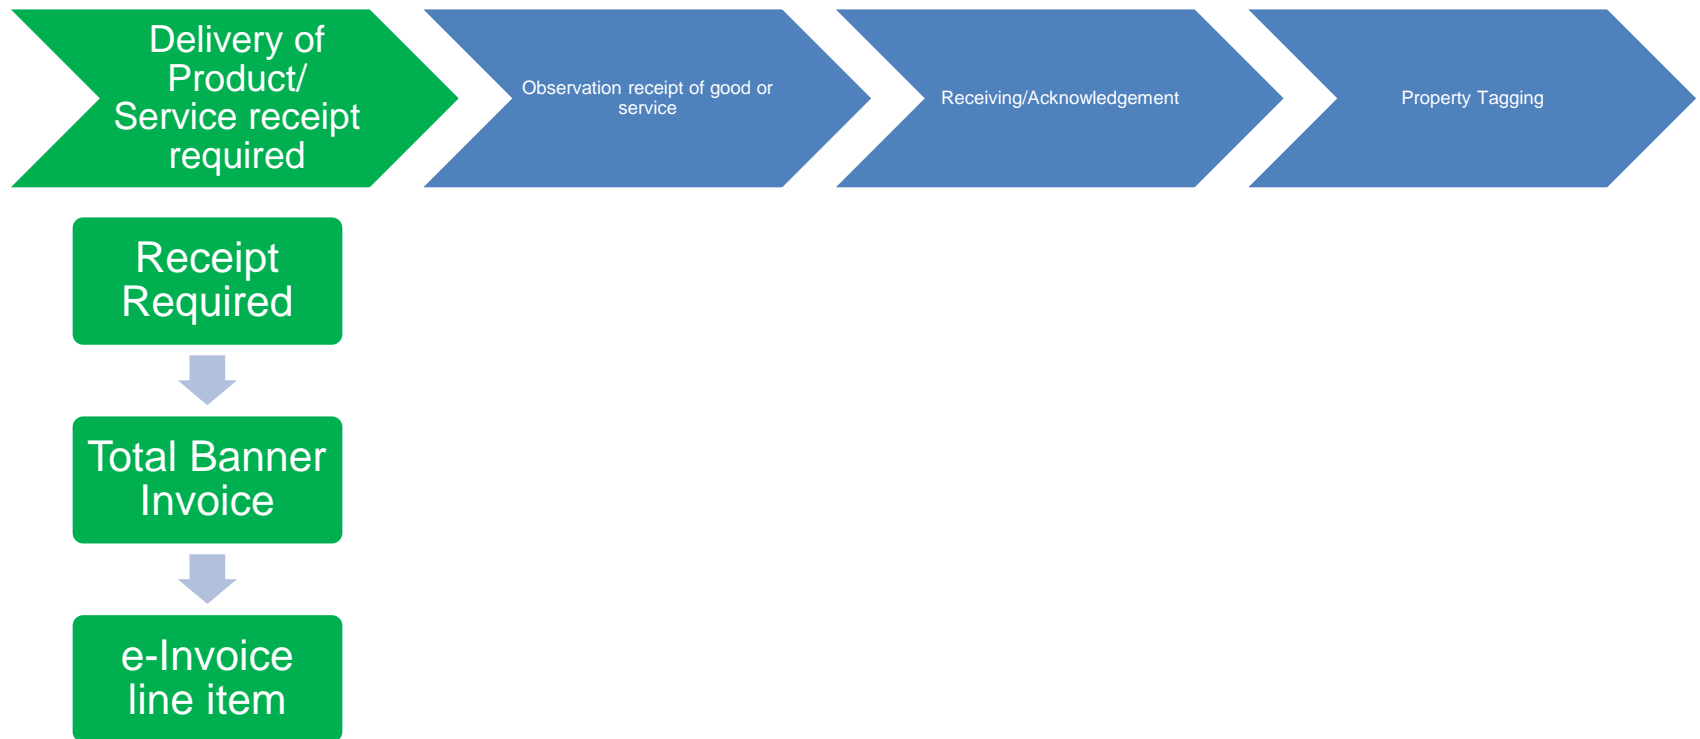 Delivery of
Product/
Service receipt
required
Observation receipt of good or
service
Receiving/Acknowledgement
Property Tagging
Receipt
Required
Total Banner
Invoice
e-Invoice
line item